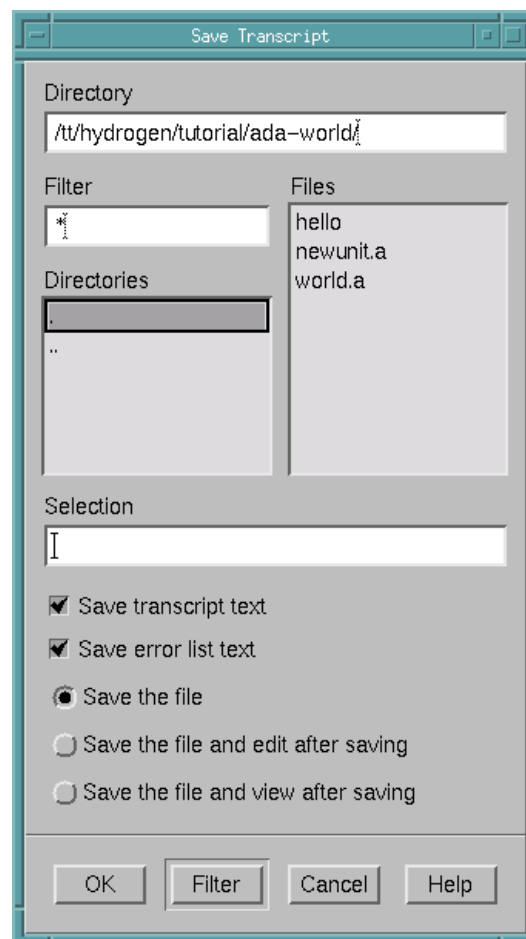 Save Transcript
Directory
/tt/hydrogen/tutorial/ada-world/
Filter
*
Files
hello
newunit.a
world.a
Directories
.
..
Selection
Save transcript text
Save error list text
Save the file
Save the file and edit after saving
Save the file and view after saving
OK Filter Cancel Help